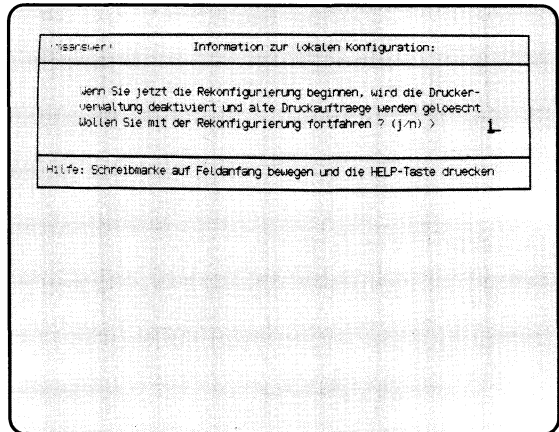 Information zur lokalen Konfiguration:
Wenn Sie jetzt die Rekonfigurierung beginnen, wird die Drucker-
verwaltung deaktiviert und alte Druckauftraege werden geloescht
Wollen Sie mit der Rekonfigurierung fortfahren ? (j/n) >
Hilfe: Schreibmarke auf Feldanfang bewegen und die HELP-Taste druecken